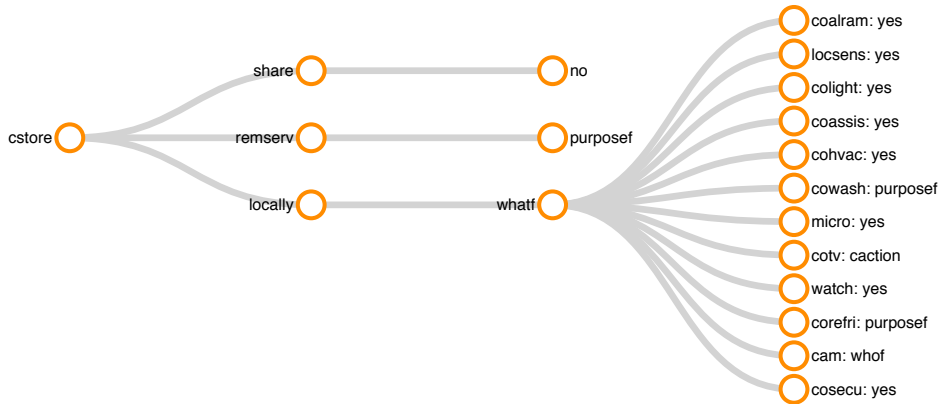 cstore
share
no
remserv
purposef
locally
whatf
coalram: yes
locsens: yes
colight: yes
coassis: yes
cohvac: yes
cowash: purposef
micro: yes
cotv: caction
watch: yes
corefri: purposef
cam: whof
cosecu: yes